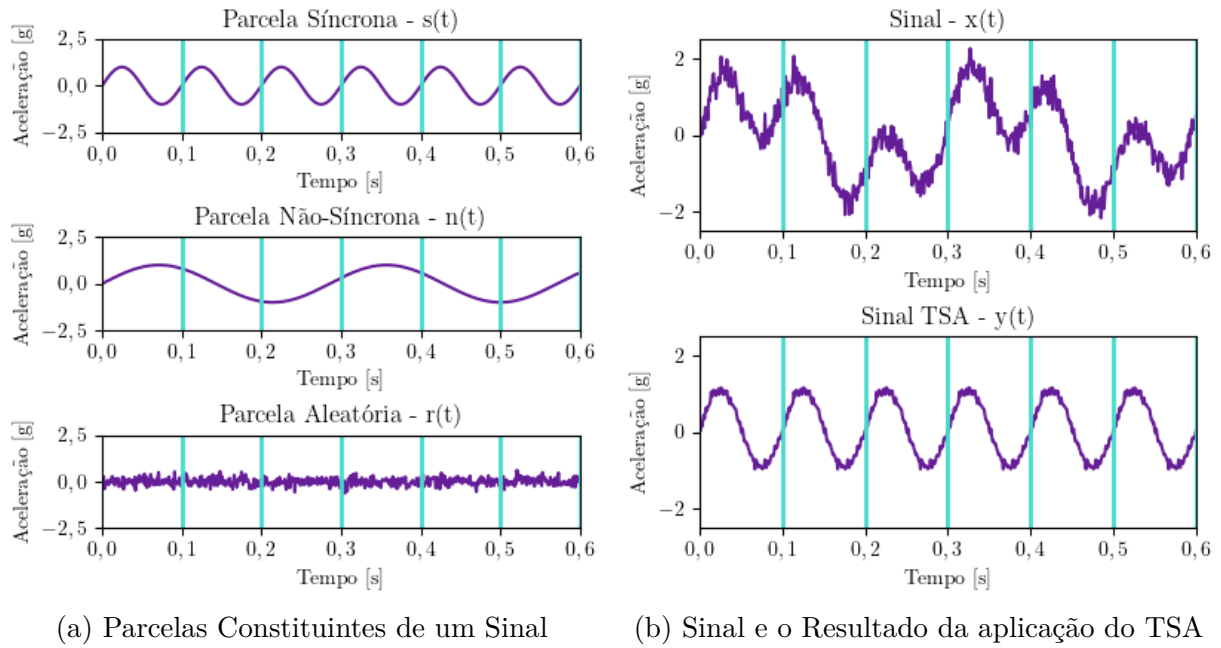 Parcela Síncrona - s(t)
Aceleração [g]
2, 5
0, 0
−2, 5
0, 0 0, 1 0, 2 0, 3 0, 4 0, 5 0, 6
Tempo [s]
Parcela Não-Síncrona - n(t)
Aceleração [g]
2, 5
0, 0
−2, 5
0, 0 0, 1 0, 2 0, 3 0, 4 0, 5 0, 6
Tempo [s]
Parcela Aleatória - r(t)
Aceleração [g]
2, 5
0, 0
−2, 5
0, 0 0, 1 0, 2 0, 3 0, 4 0, 5 0, 6
Tempo [s]
(a) Parcelas Constituintes de um Sinal
Sinal - x(t)
Aceleração [g]
2
0
−2
0, 0 0, 1 0, 2 0, 3 0, 4 0, 5 0, 6
Tempo [s]
Sinal TSA - y(t)
Aceleração [g]
2
0
−2
0, 0 0, 1 0, 2 0, 3 0, 4 0, 5 0, 6
Tempo [s]
(b) Sinal e o Resultado da aplicação do TSA